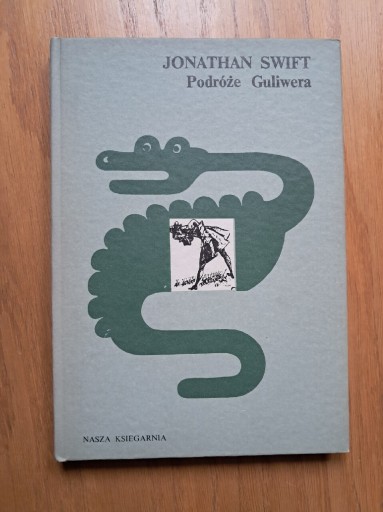 JONATHAN SWIFT
Podróże Guliwera
NASZA KSIĘGARNIA